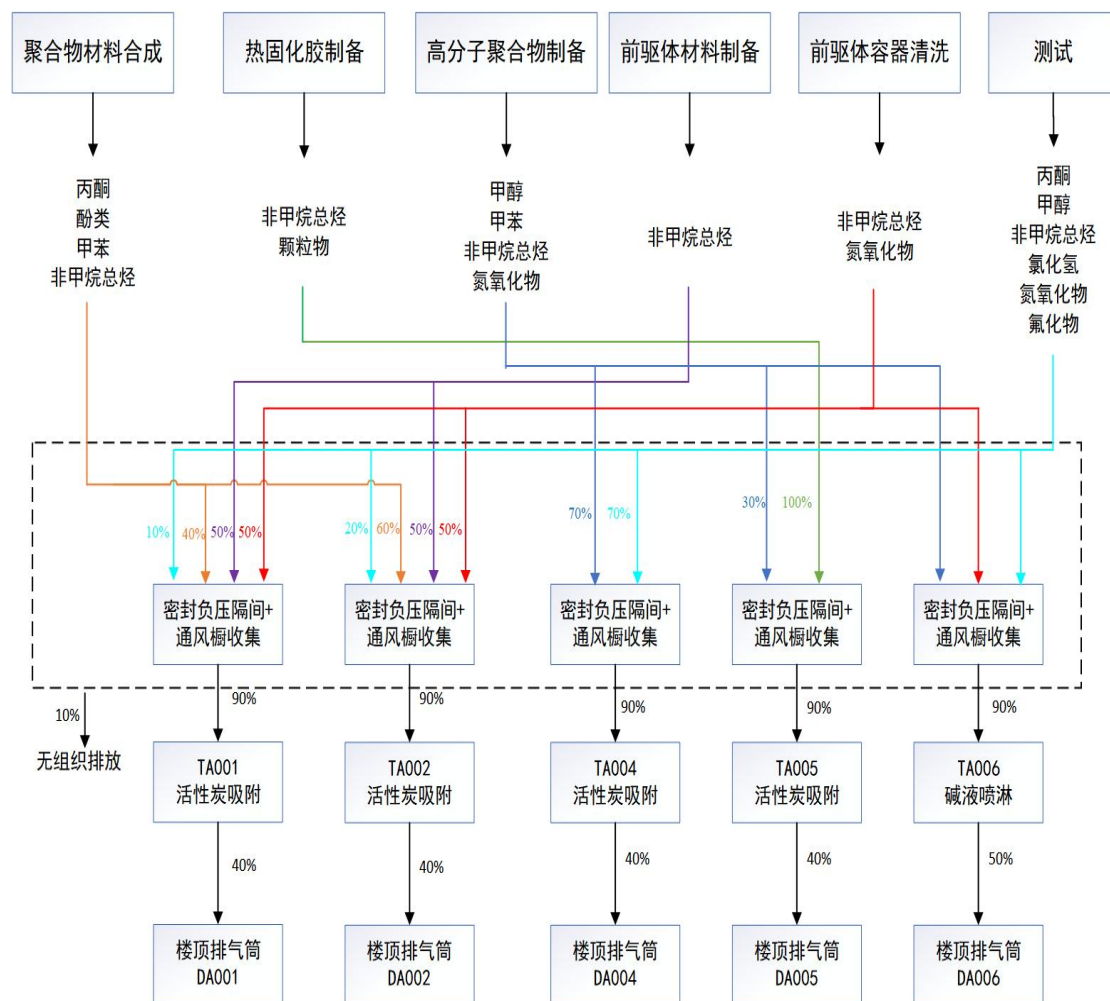 聚合物材料合成
热固化胶制备
高分子聚合物制备
前驱体材料制备
前驱体容器清洗
测试
丙酮
酚类
甲苯
非甲烷总烃
非甲烷总烃
颗粒物
甲醇
甲苯
非甲烷总烃
氮氧化物
非甲烷总烃
非甲烷总烃
氮氧化物
丙酮
甲醇
非甲烷总烃
氯化氢
氮氧化物
氟化物
10%
40%
50%
50%
20%
60%
50%
50%
70%
70%
30%
100%
密封负压隔间+
通风橱收集
密封负压隔间+
通风橱收集
密封负压隔间+
通风橱收集
密封负压隔间+
通风橱收集
密封负压隔间+
通风橱收集
10%
无组织排放
90%
90%
90%
90%
90%
TA001
活性炭吸附
TA002
活性炭吸附
TA004
活性炭吸附
TA005
活性炭吸附
TA006
碱液喷淋
40%
40%
40%
40%
50%
楼顶排气筒
DA001
楼顶排气筒
DA002
楼顶排气筒
DA004
楼顶排气筒
DA005
楼顶排气筒
DA006